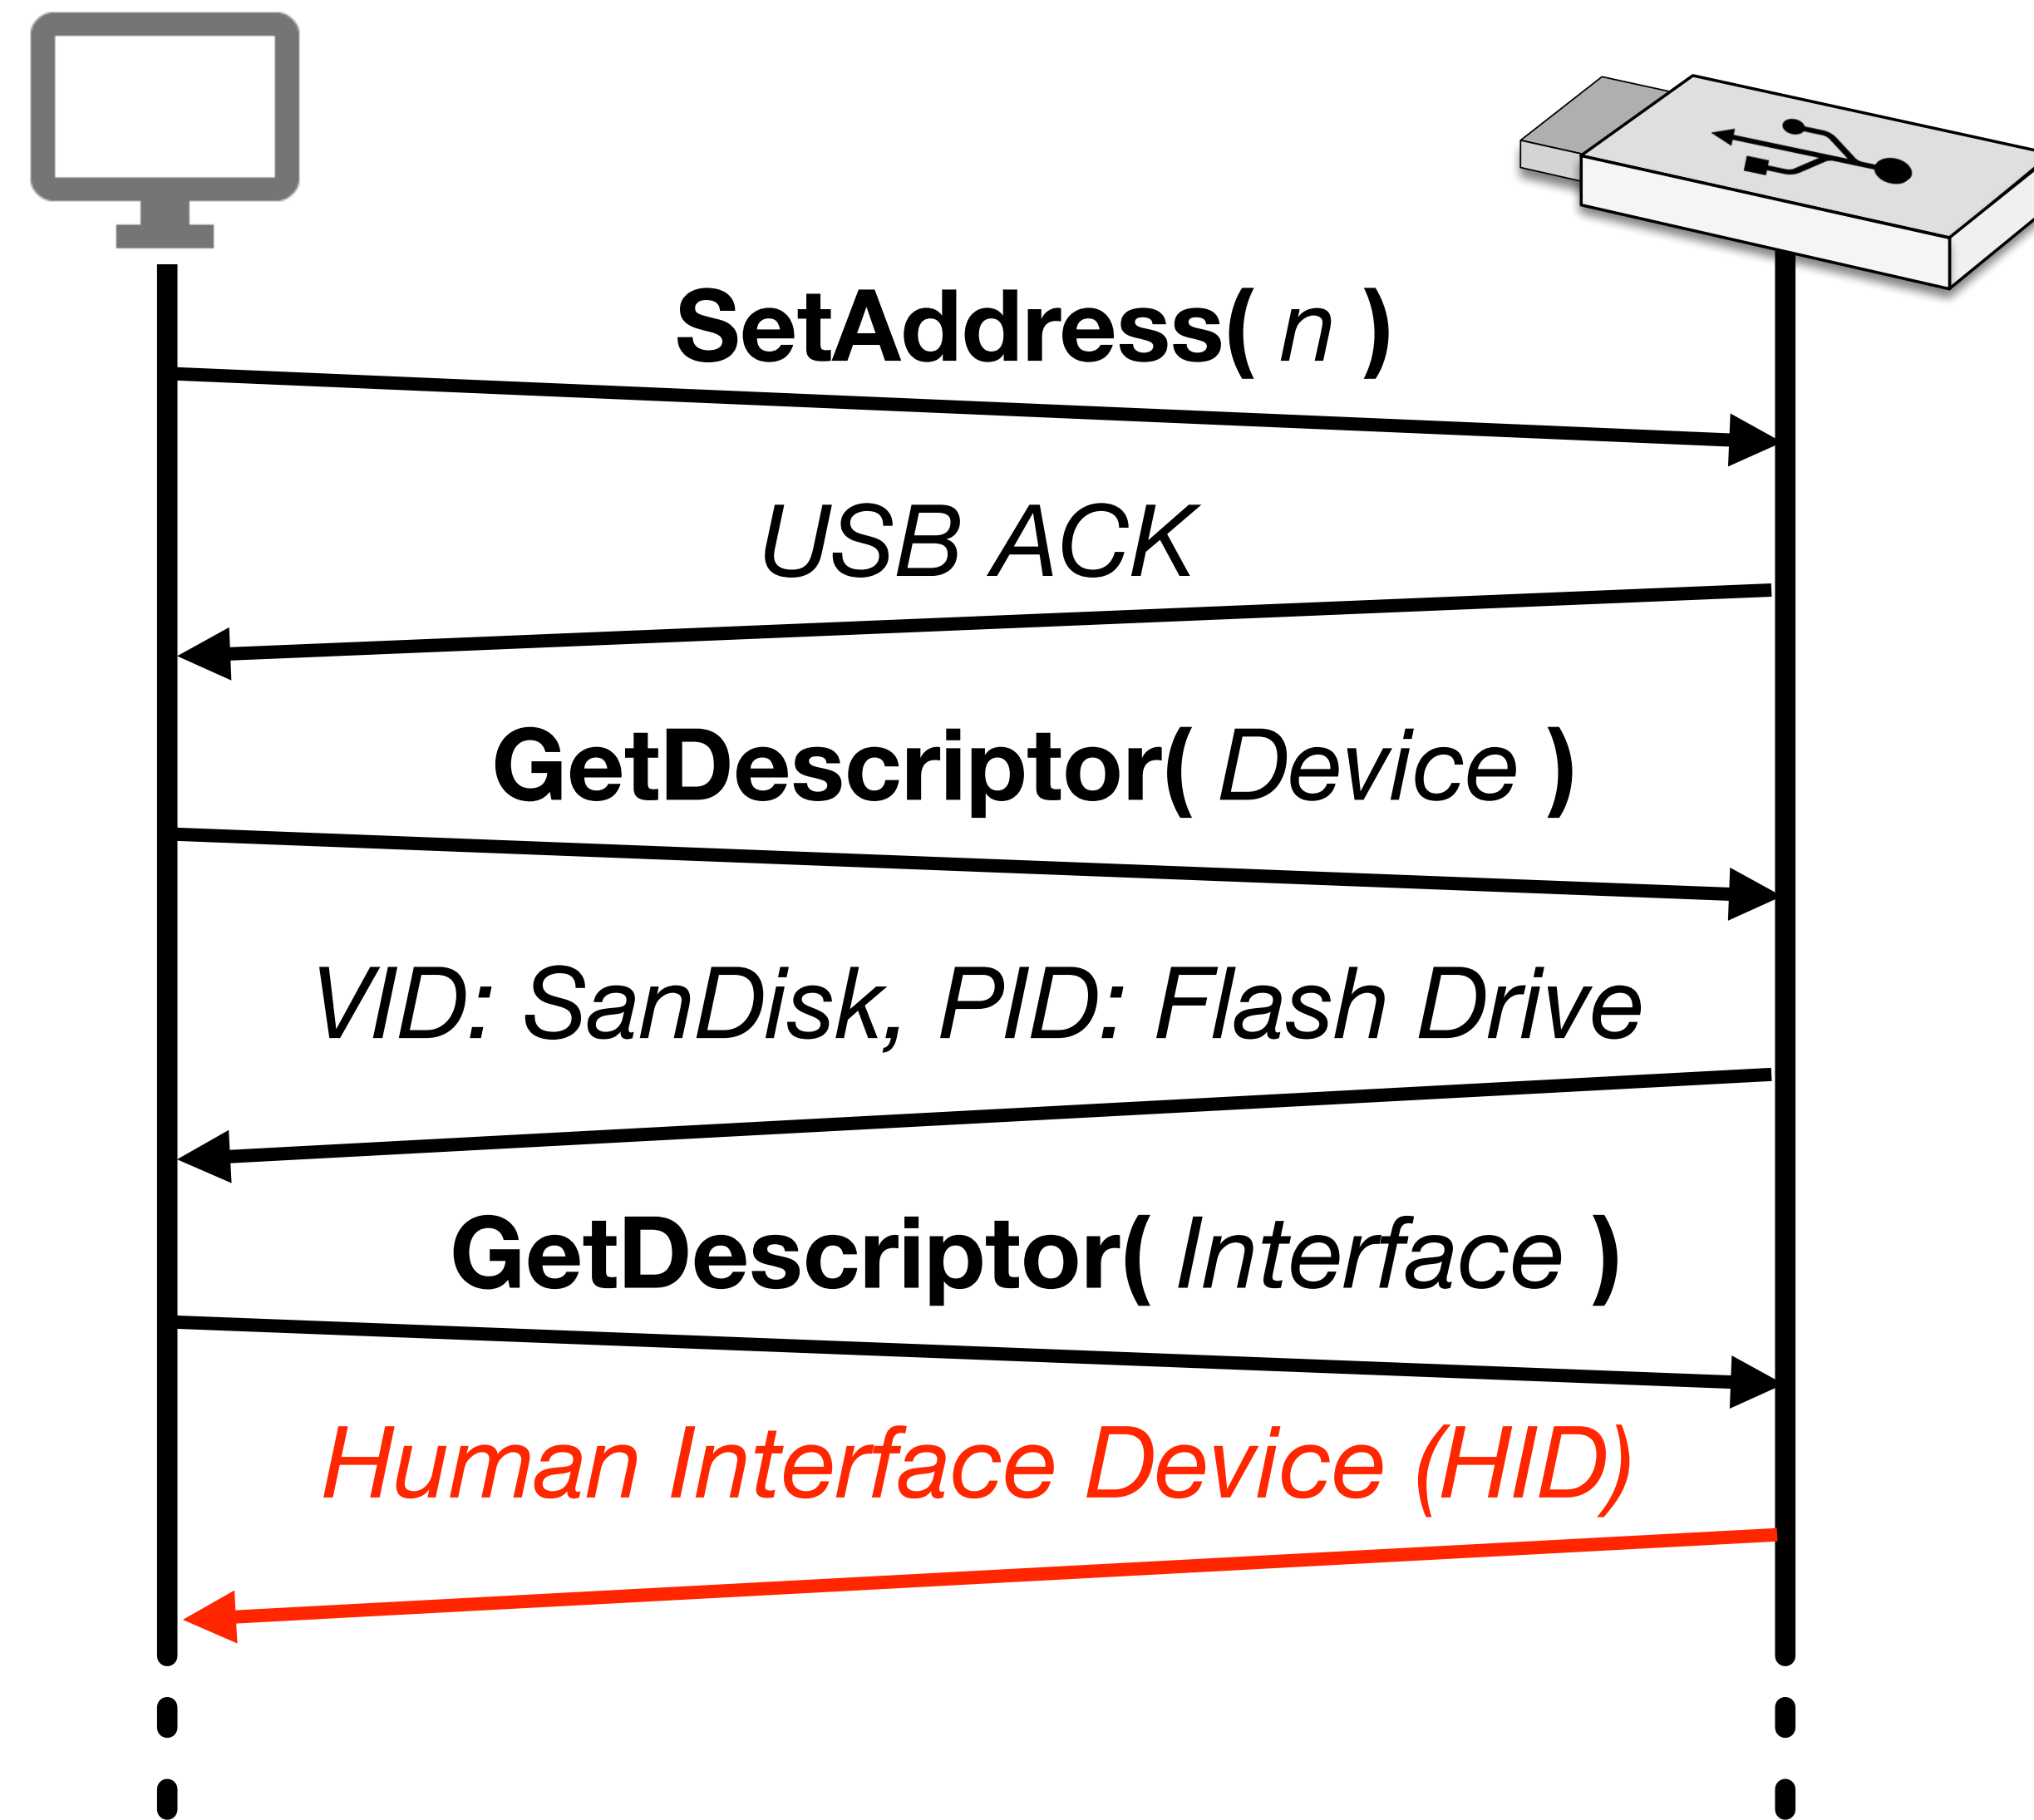 SetAddress( n )
USB ACK
GetDescriptor( Device )
VID: SanDisk, PID: Flash Drive
GetDescriptor( Interface )
Human Interface Device (HID)